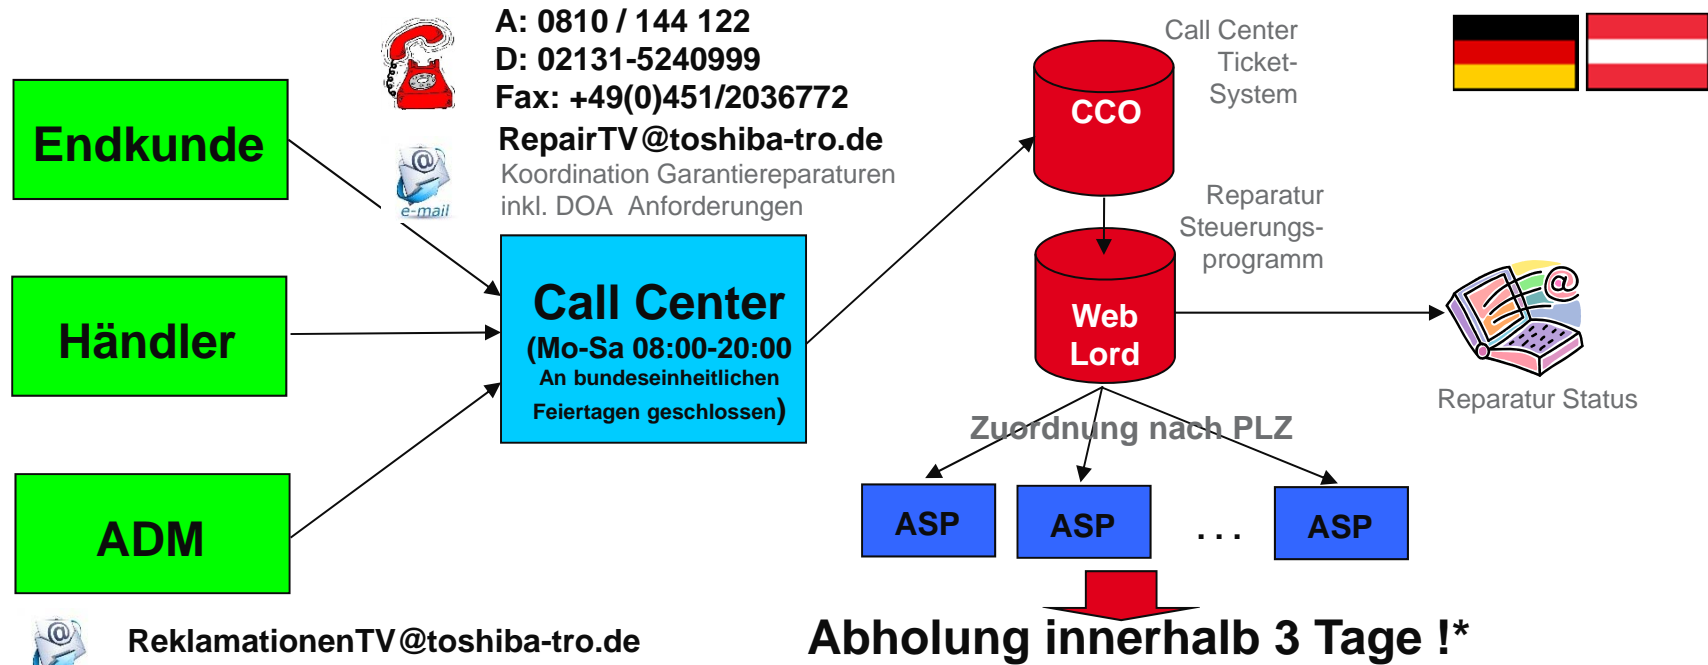 A: 0810 / 144 122
D: 02131-5240999
Fax: +49(0)451/2036772
RepairTV@toshiba-tro.de
Koordination Garantiereparaturen
inkl. DOA Anforderungen
e-mail
Endkunde
Händler
ADM
Call Center
(Mo-Sa 08:00-20:00
An bundeseinheitlichen
Feiertagen geschlossen)
Call Center
Ticket-
System
CCO
Reparatur
Steuerungs-
programm
Web
Lord
@
Reparatur Status
Zuordnung nach PLZ
ASP
ASP
. . .
ASP
ReklamationenTV@toshiba-tro.de
Abholung innerhalb 3 Tage !*